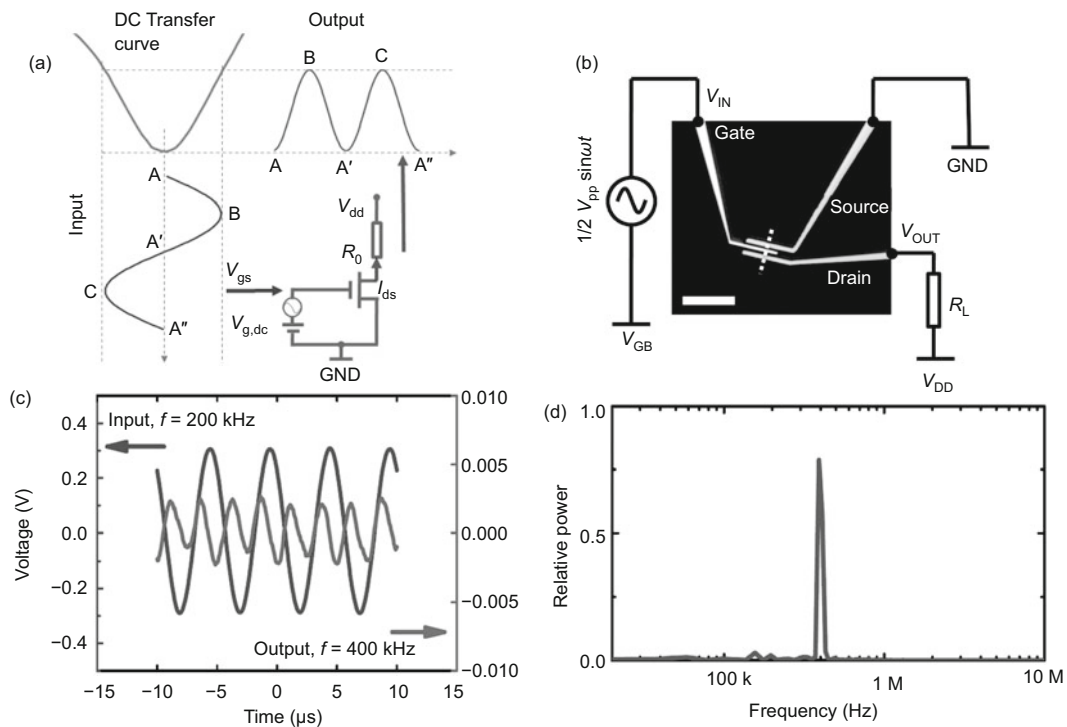 (a)
DC Transfer
curve
Output
B
C
A
A′
A″
Input
A
B
A′
C
A″
V_gs
V_dd
R_0
I_ds
V_g,dc
GND
(b)
V_IN
Gate
1/2 V_pp sinωt
GND
Source
V_OUT
Drain
R_L
V_GB
V_DD
(c)
Input, f = 200 kHz
Output, f = 400 kHz
Voltage (V)
0.4
0.2
0.0
−0.2
−0.4
0.010
0.005
0.000
−0.005
−0.010
−15
−10
−5
0
5
10
15
Time (µs)
(d)
Relative power
1.0
0.5
0.0
100 k
1 M
10 M
Frequency (Hz)